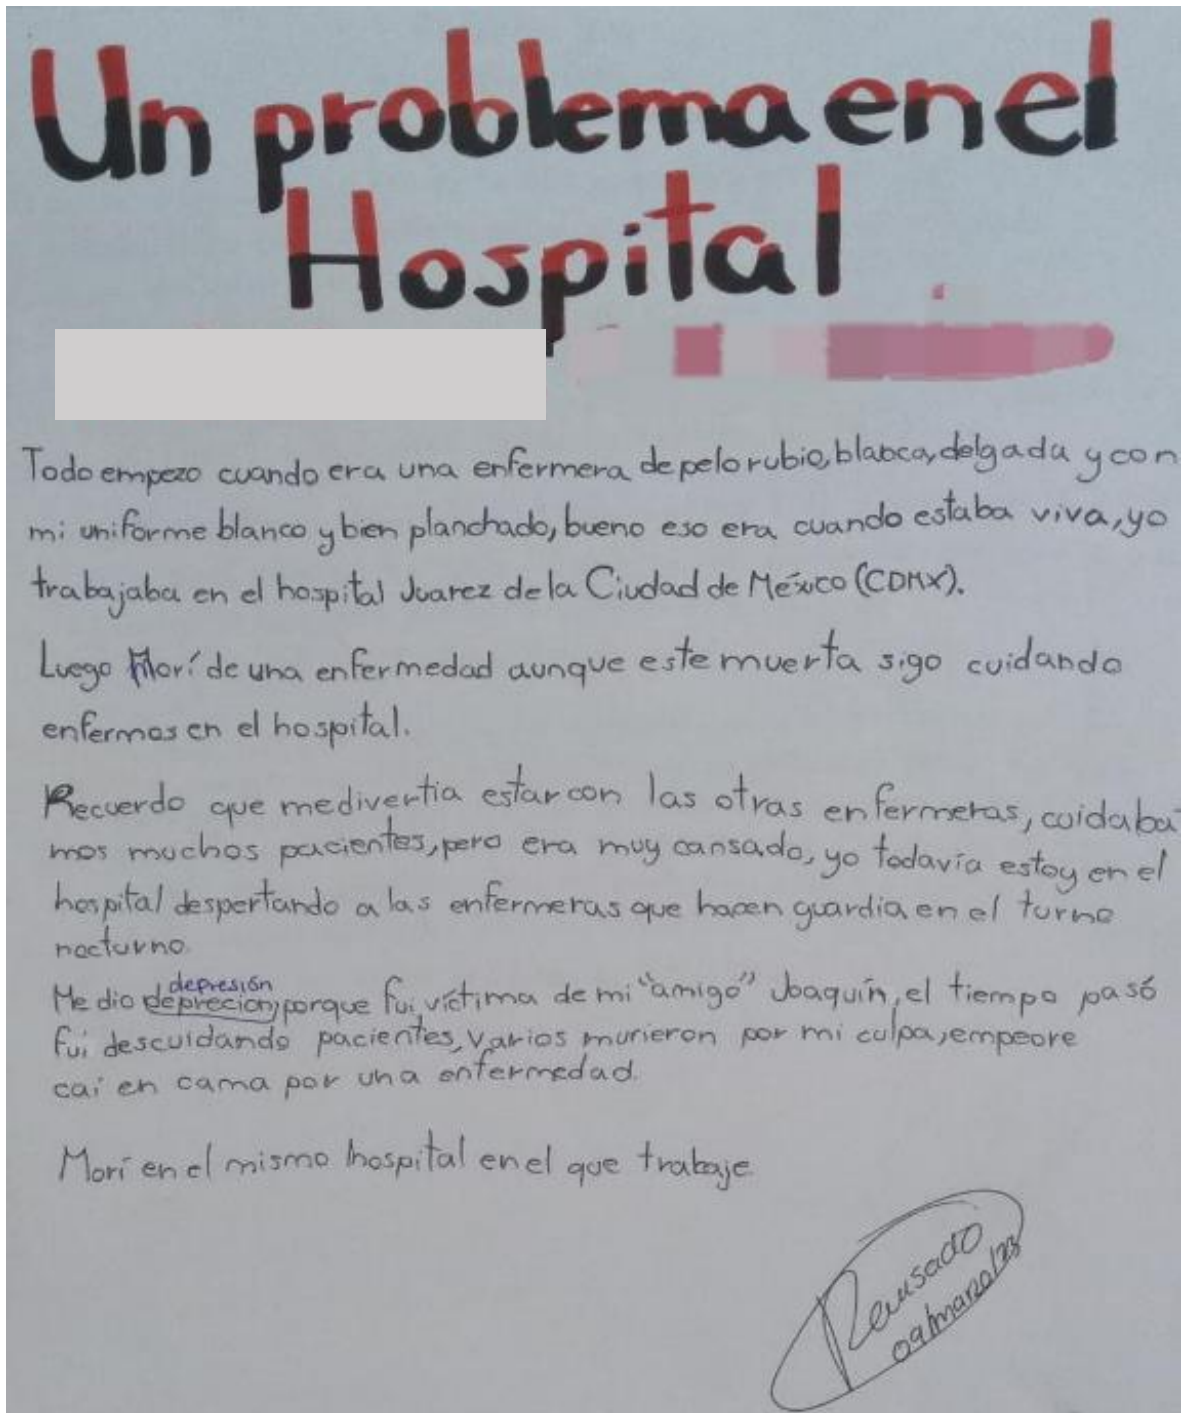 Un problema en el
Hospital
Todo empezo cuando era una enfermera de pelo rubio, blabca, delgada y con
mi uniforme blanco y bien planchado, bueno eso era cuando estaba viva, yo
trabajaba en el hospital Juarez de la Ciudad de México (CDMX).
Luego Morí de una enfermedad aunque este muerta sigo cuidando
enfermos en el hospital.
Recuerdo que me divertia estar con las otras enfermeras, cuidaba-
mos muchos pacientes, pero era muy cansado, yo todavía estoy en el
hospital despertando a las enfermeras que hacen guardia en el turno
nocturno.
depresión
Me dio deprecion, porque fui víctima de mi "amigo" Joaquín, el tiempo pasó
fui descuidando pacientes, varios murieron por mi culpa, empeore
caí en cama por una enfermedad.
Morí en el mismo hospital en el que trabaje.
Revisado
09/marzo/23